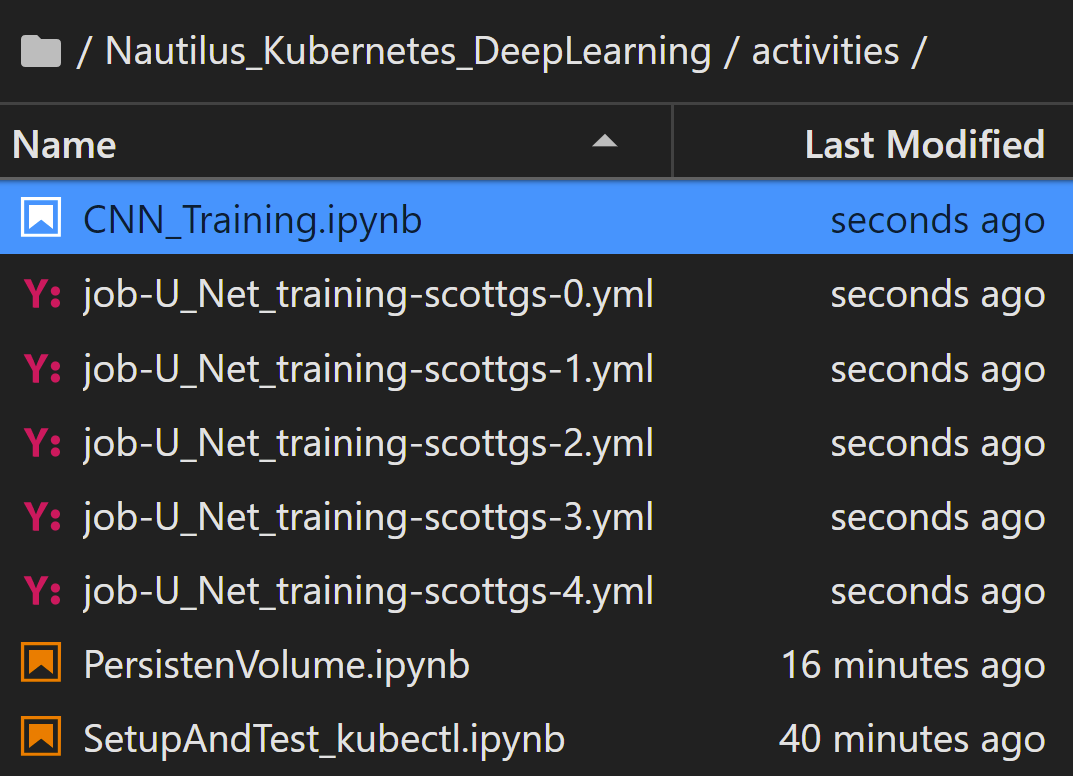 / Nautilus_Kubernetes_DeepLearning / activities /
Name Last Modified
CNN_Training.ipynb seconds ago
Y: job-U_Net_training-scottgs-0.yml seconds ago
Y: job-U_Net_training-scottgs-1.yml seconds ago
Y: job-U_Net_training-scottgs-2.yml seconds ago
Y: job-U_Net_training-scottgs-3.yml seconds ago
Y: job-U_Net_training-scottgs-4.yml seconds ago
PersistenVolume.ipynb 16 minutes ago
SetupAndTest_kubectl.ipynb 40 minutes ago